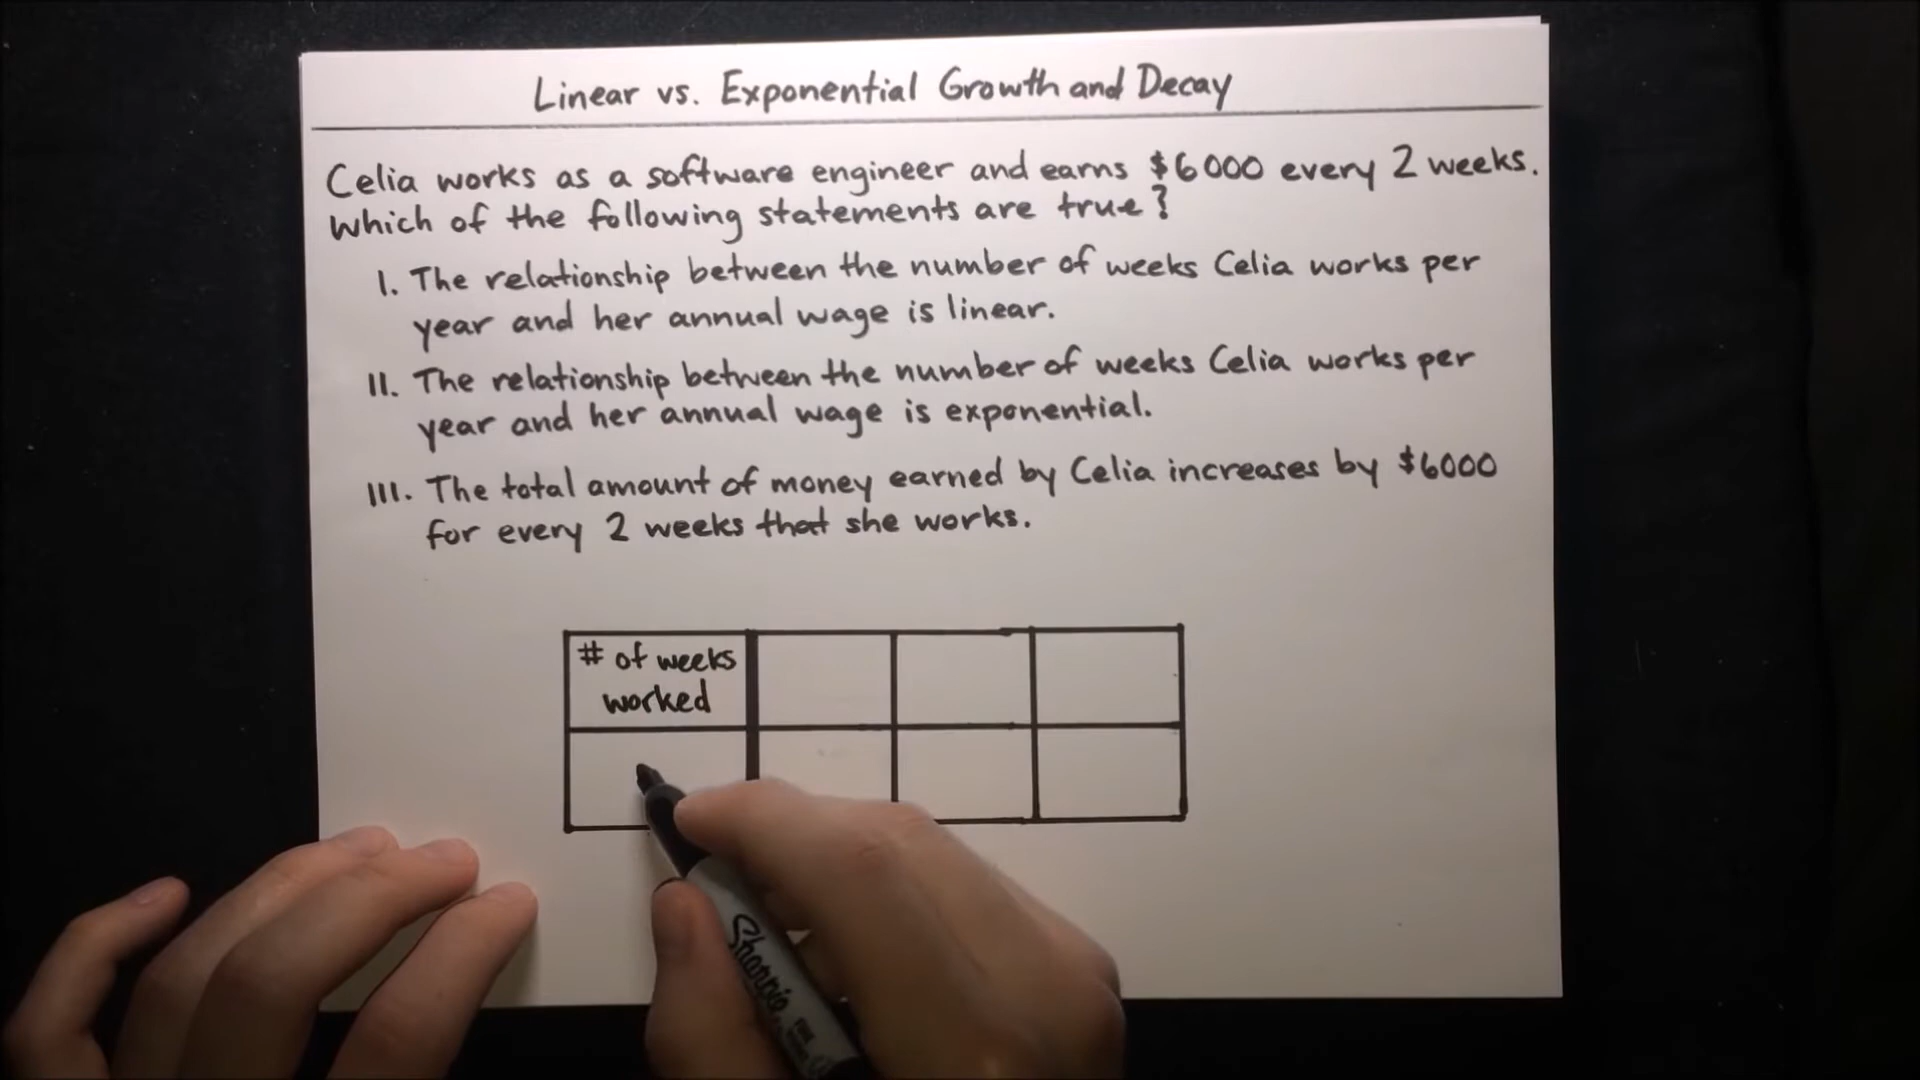 Linear vs. Exponential Growth and Decay
Celia works as a software engineer and earns $6000 every 2 weeks.
Which of the following statements are true?
I. The relationship between the number of weeks Celia works per
year and her annual wage is linear.
II. The relationship between the number of weeks Celia works per
year and her annual wage is exponential.
III. The total amount of money earned by Celia increases by $6000
for every 2 weeks that she works.
# of weeks
worked
Sharpie